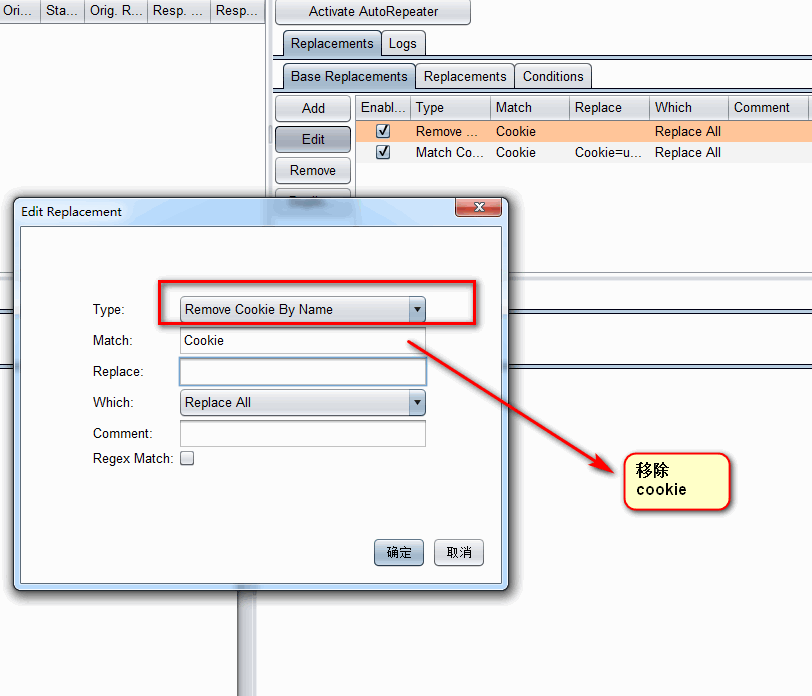 Ori... Sta... Orig. R... Resp. ... Resp...
Activate AutoRepeater
Replacements Logs
Base Replacements Replacements Conditions
Add
Edit
Remove
Enabl... Type Match Replace Which Comment
Remove ... Cookie Replace All
Match Co... Cookie Cookie=u... Replace All
Edit Replacement
Type: Remove Cookie By Name
Match: Cookie
Replace:
Which: Replace All
Comment:
Regex Match:
确定 取消
移除
cookie